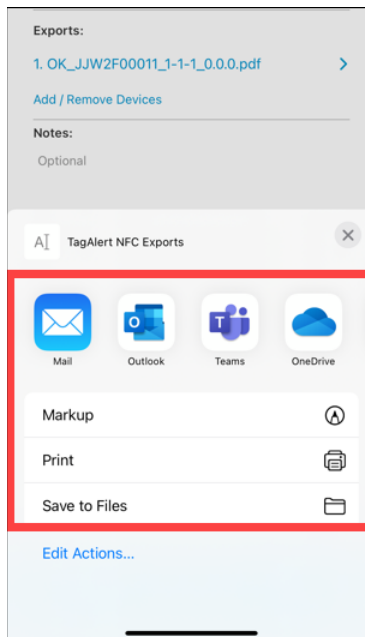 Exports:
1. OK_JJW2F00011_1-1-1_0.0.0.pdf
Add / Remove Devices
Notes:
Optional
A
TagAlert NFC Exports
Mail
Outlook
Teams
OneDrive
Markup
Print
Save to Files
Edit Actions...